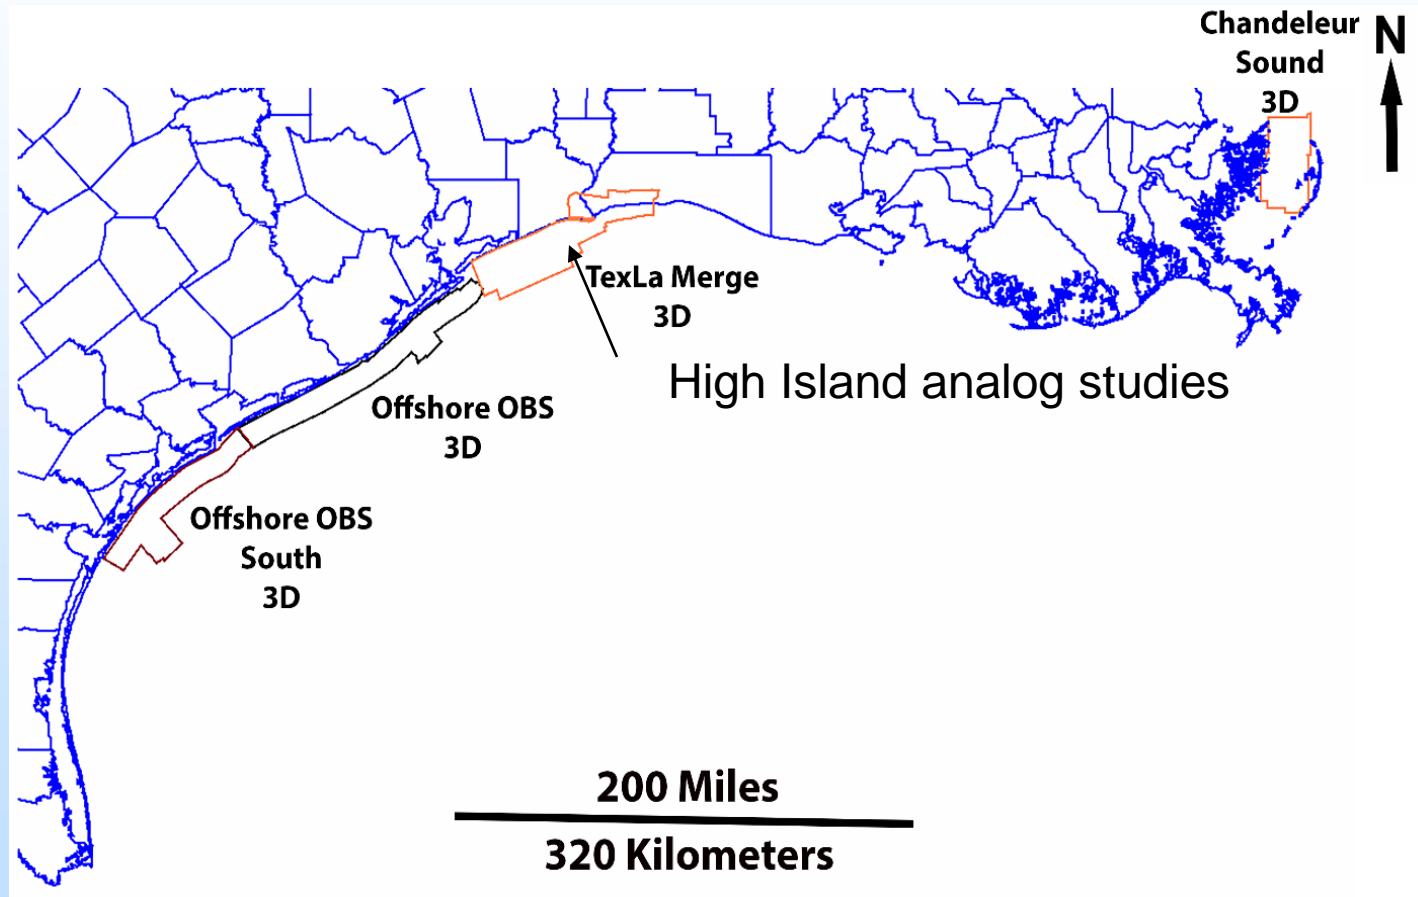 Chandeleur
Sound
3D
N
TexLa Merge
3D
High Island analog studies
Offshore OBS
3D
Offshore OBS
South
3D
200 Miles
320 Kilometers